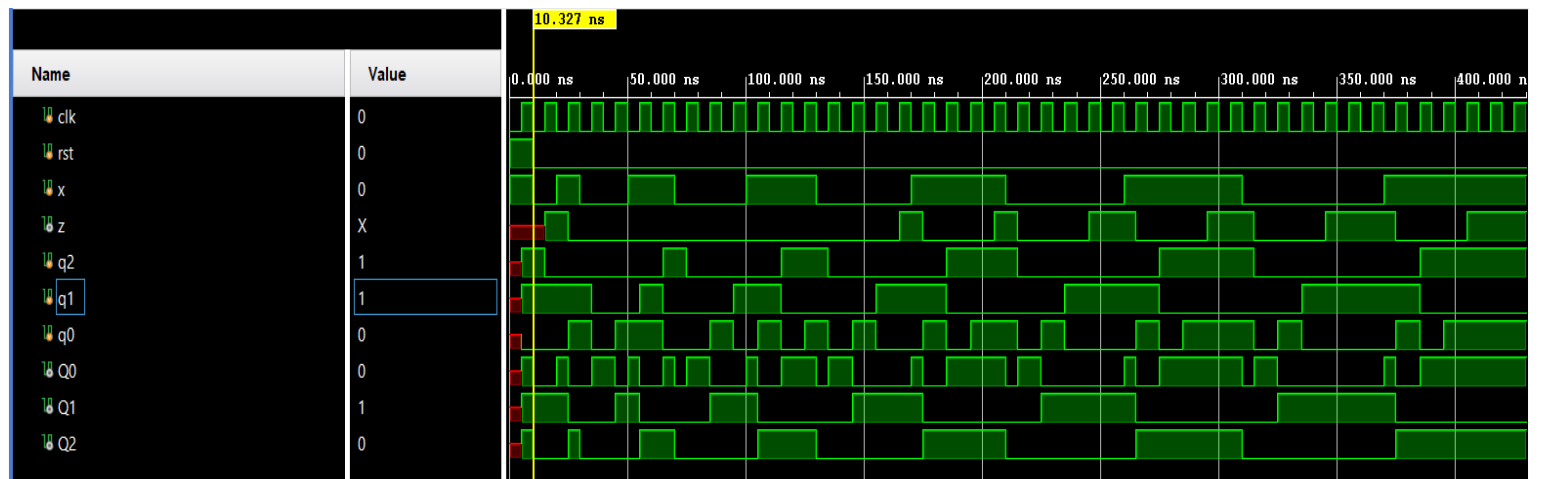 10.327 ns
Name Value 0.000 ns 50.000 ns 100.000 ns 150.000 ns 200.000 ns 250.000 ns 300.000 ns 350.000 ns 400.000 n
clk 0
rst 0
x 0
z X
q2 1
q1 1
q0 0
Q0 0
Q1 1
Q2 0